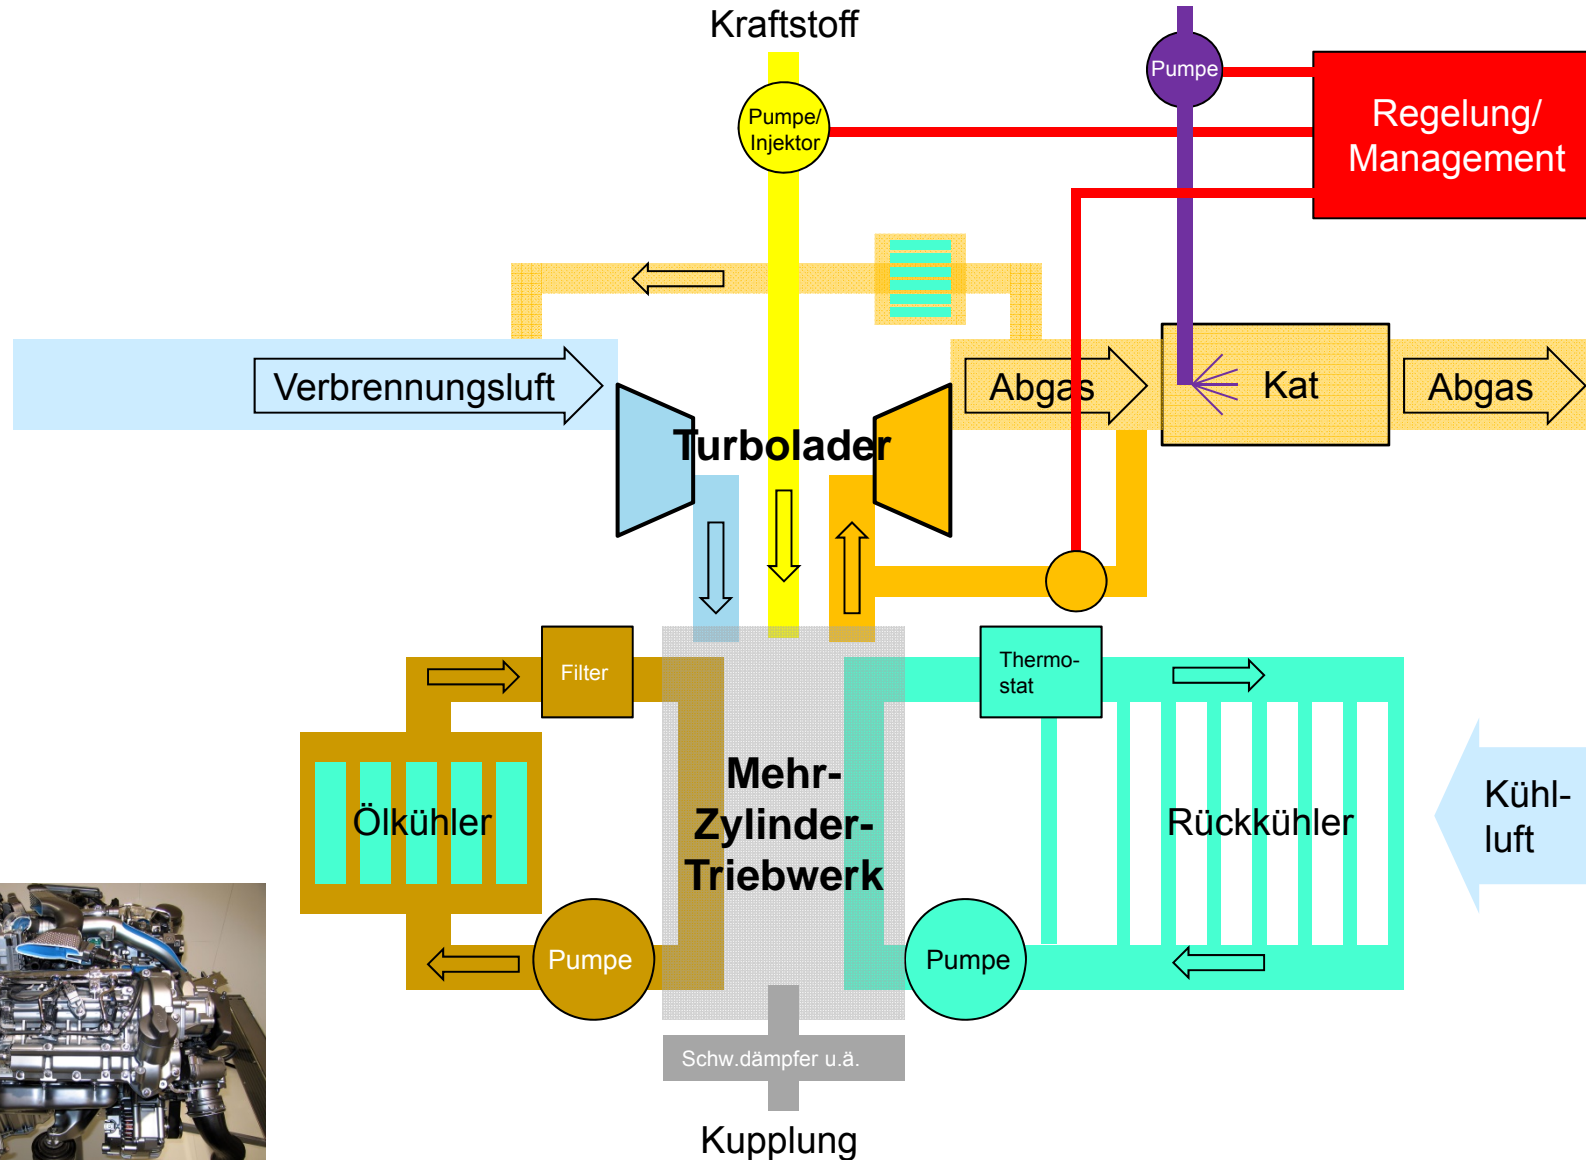 Kraftstoff
Pumpe
Pumpe/
Injektor
Regelung/
Management
Verbrennungsluft
Abgas
Kat
Abgas
Turbolader
Filter
Thermo-
stat
Mehr-
Zylinder-
Triebwerk
Ölkühler
Rückkühler
Kühl-
luft
Pumpe
Pumpe
Schw.dämpfer u.ä.
Kupplung